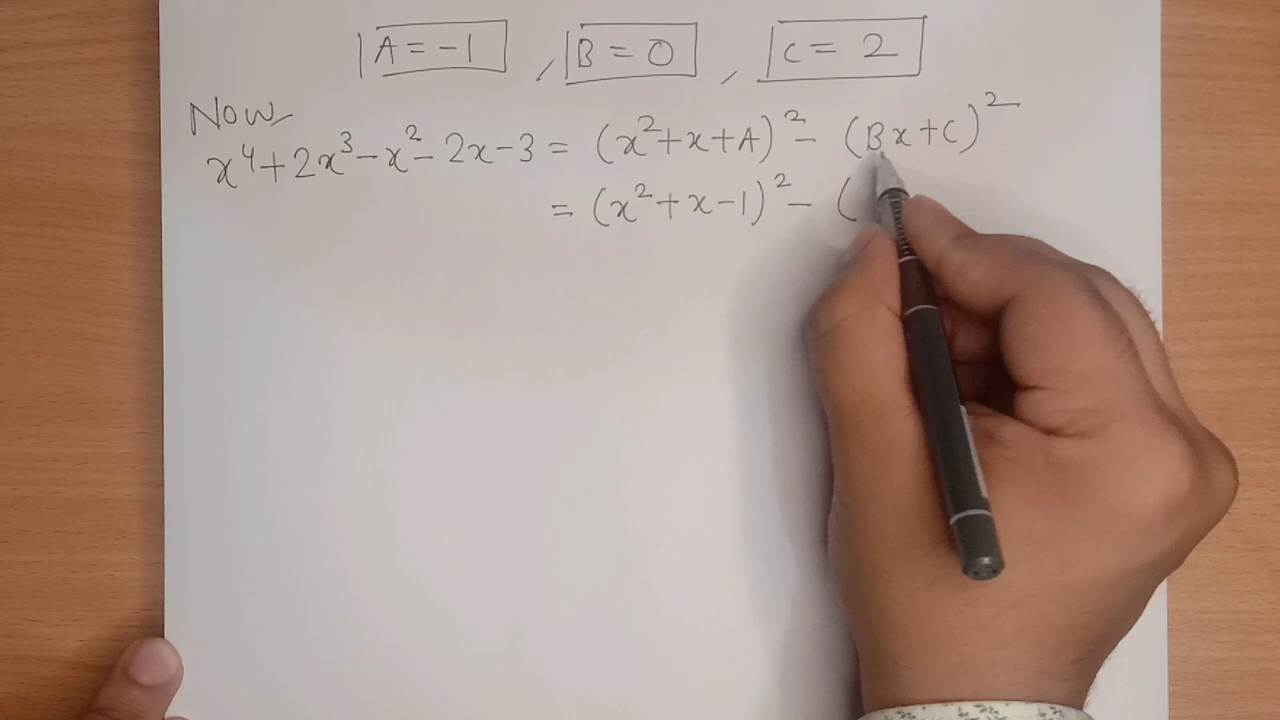 A = -1 , B = 0 , C = 2
Now
x⁴+2x³-x²-2x-3 = (x²+x+A)² - (Bx+C)²
= (x²+x-1)² - (